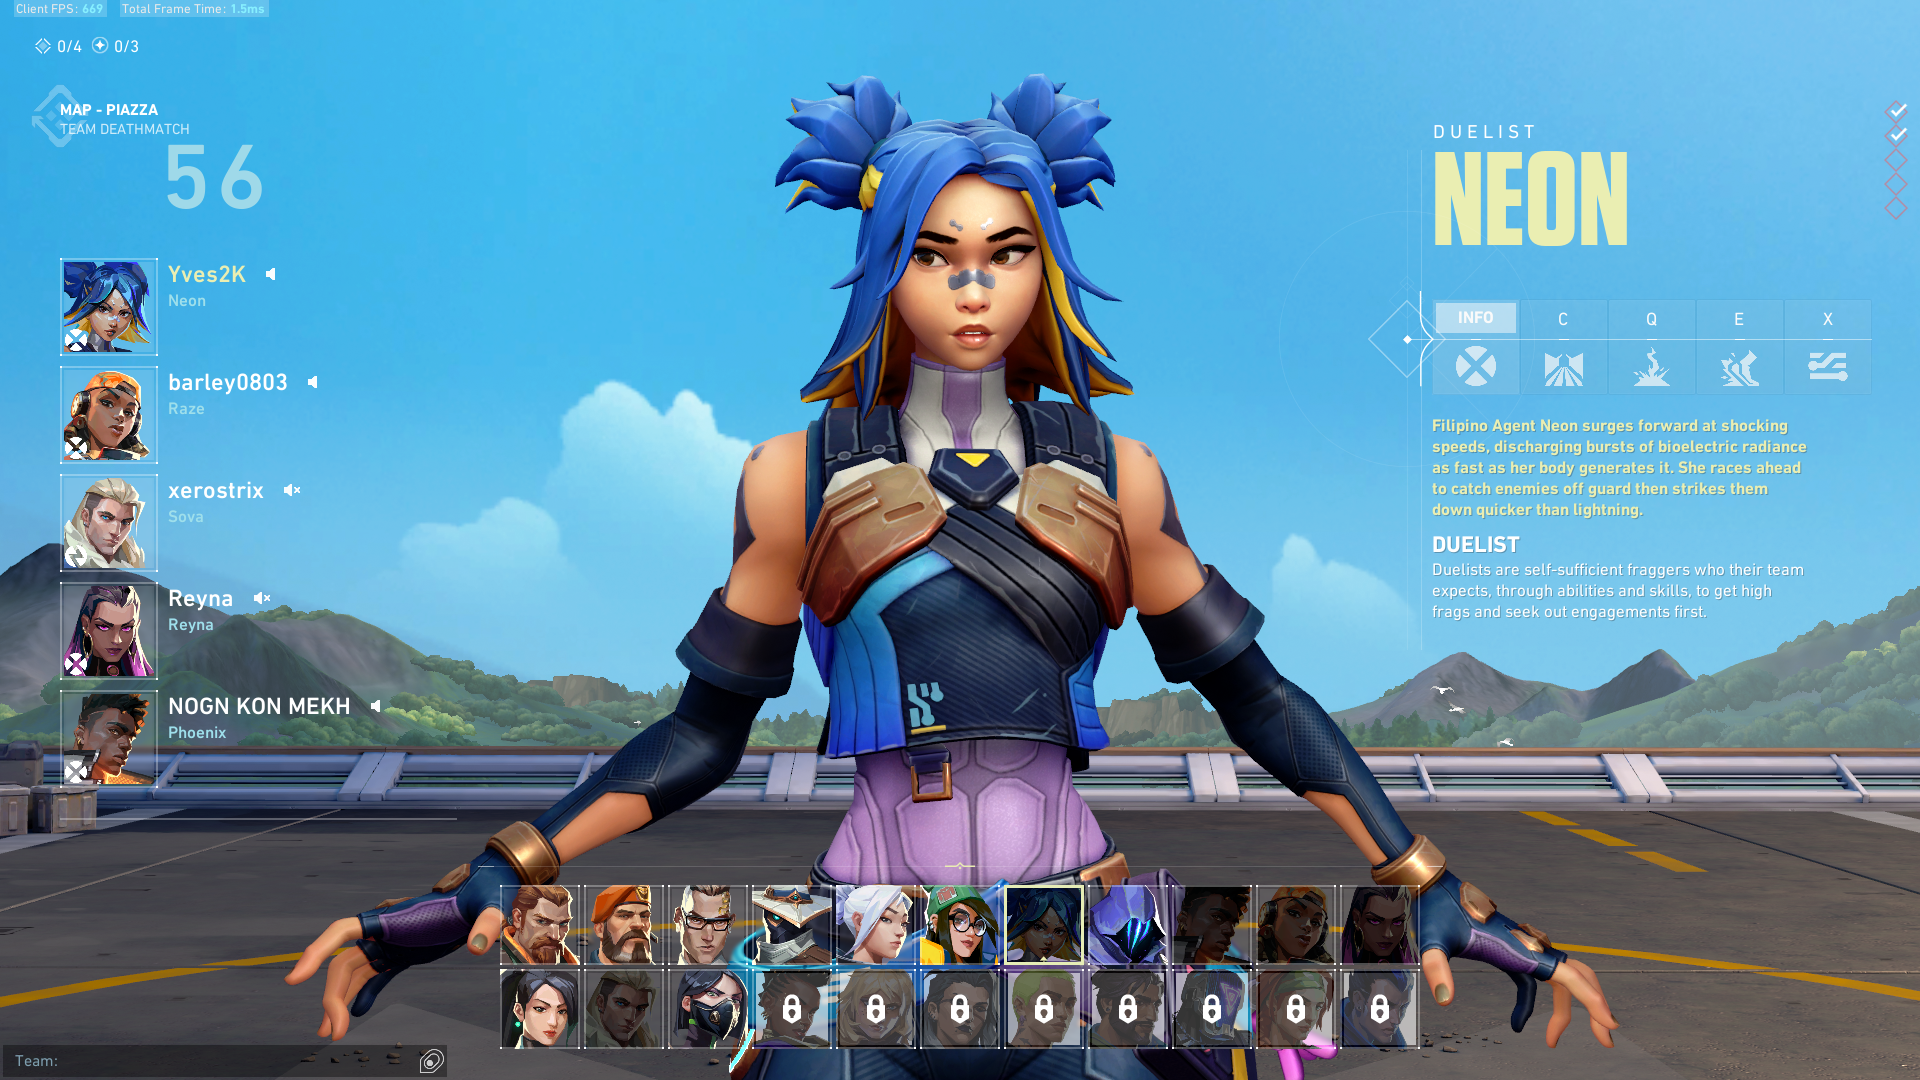 Client FPS: 669
Total Frame Time: 1.5ms
0/4
0/3
MAP - PIAZZA
TEAM DEATHMATCH
56
Yves2K
Neon
barley0803
Raze
xerostrix
Sova
Reyna
Reyna
NOGN KON MEKH
Phoenix
DUELIST
NEON
INFO
C
Q
E
X
Filipino Agent Neon surges forward at shocking
speeds, discharging bursts of bioelectric radiance
as fast as her body generates it. She races ahead
to catch enemies off guard then strikes them
down quicker than lightning.
DUELIST
Duelists are self-sufficient fraggers who their team
expects, through abilities and skills, to get high
frags and seek out engagements first.
Team: